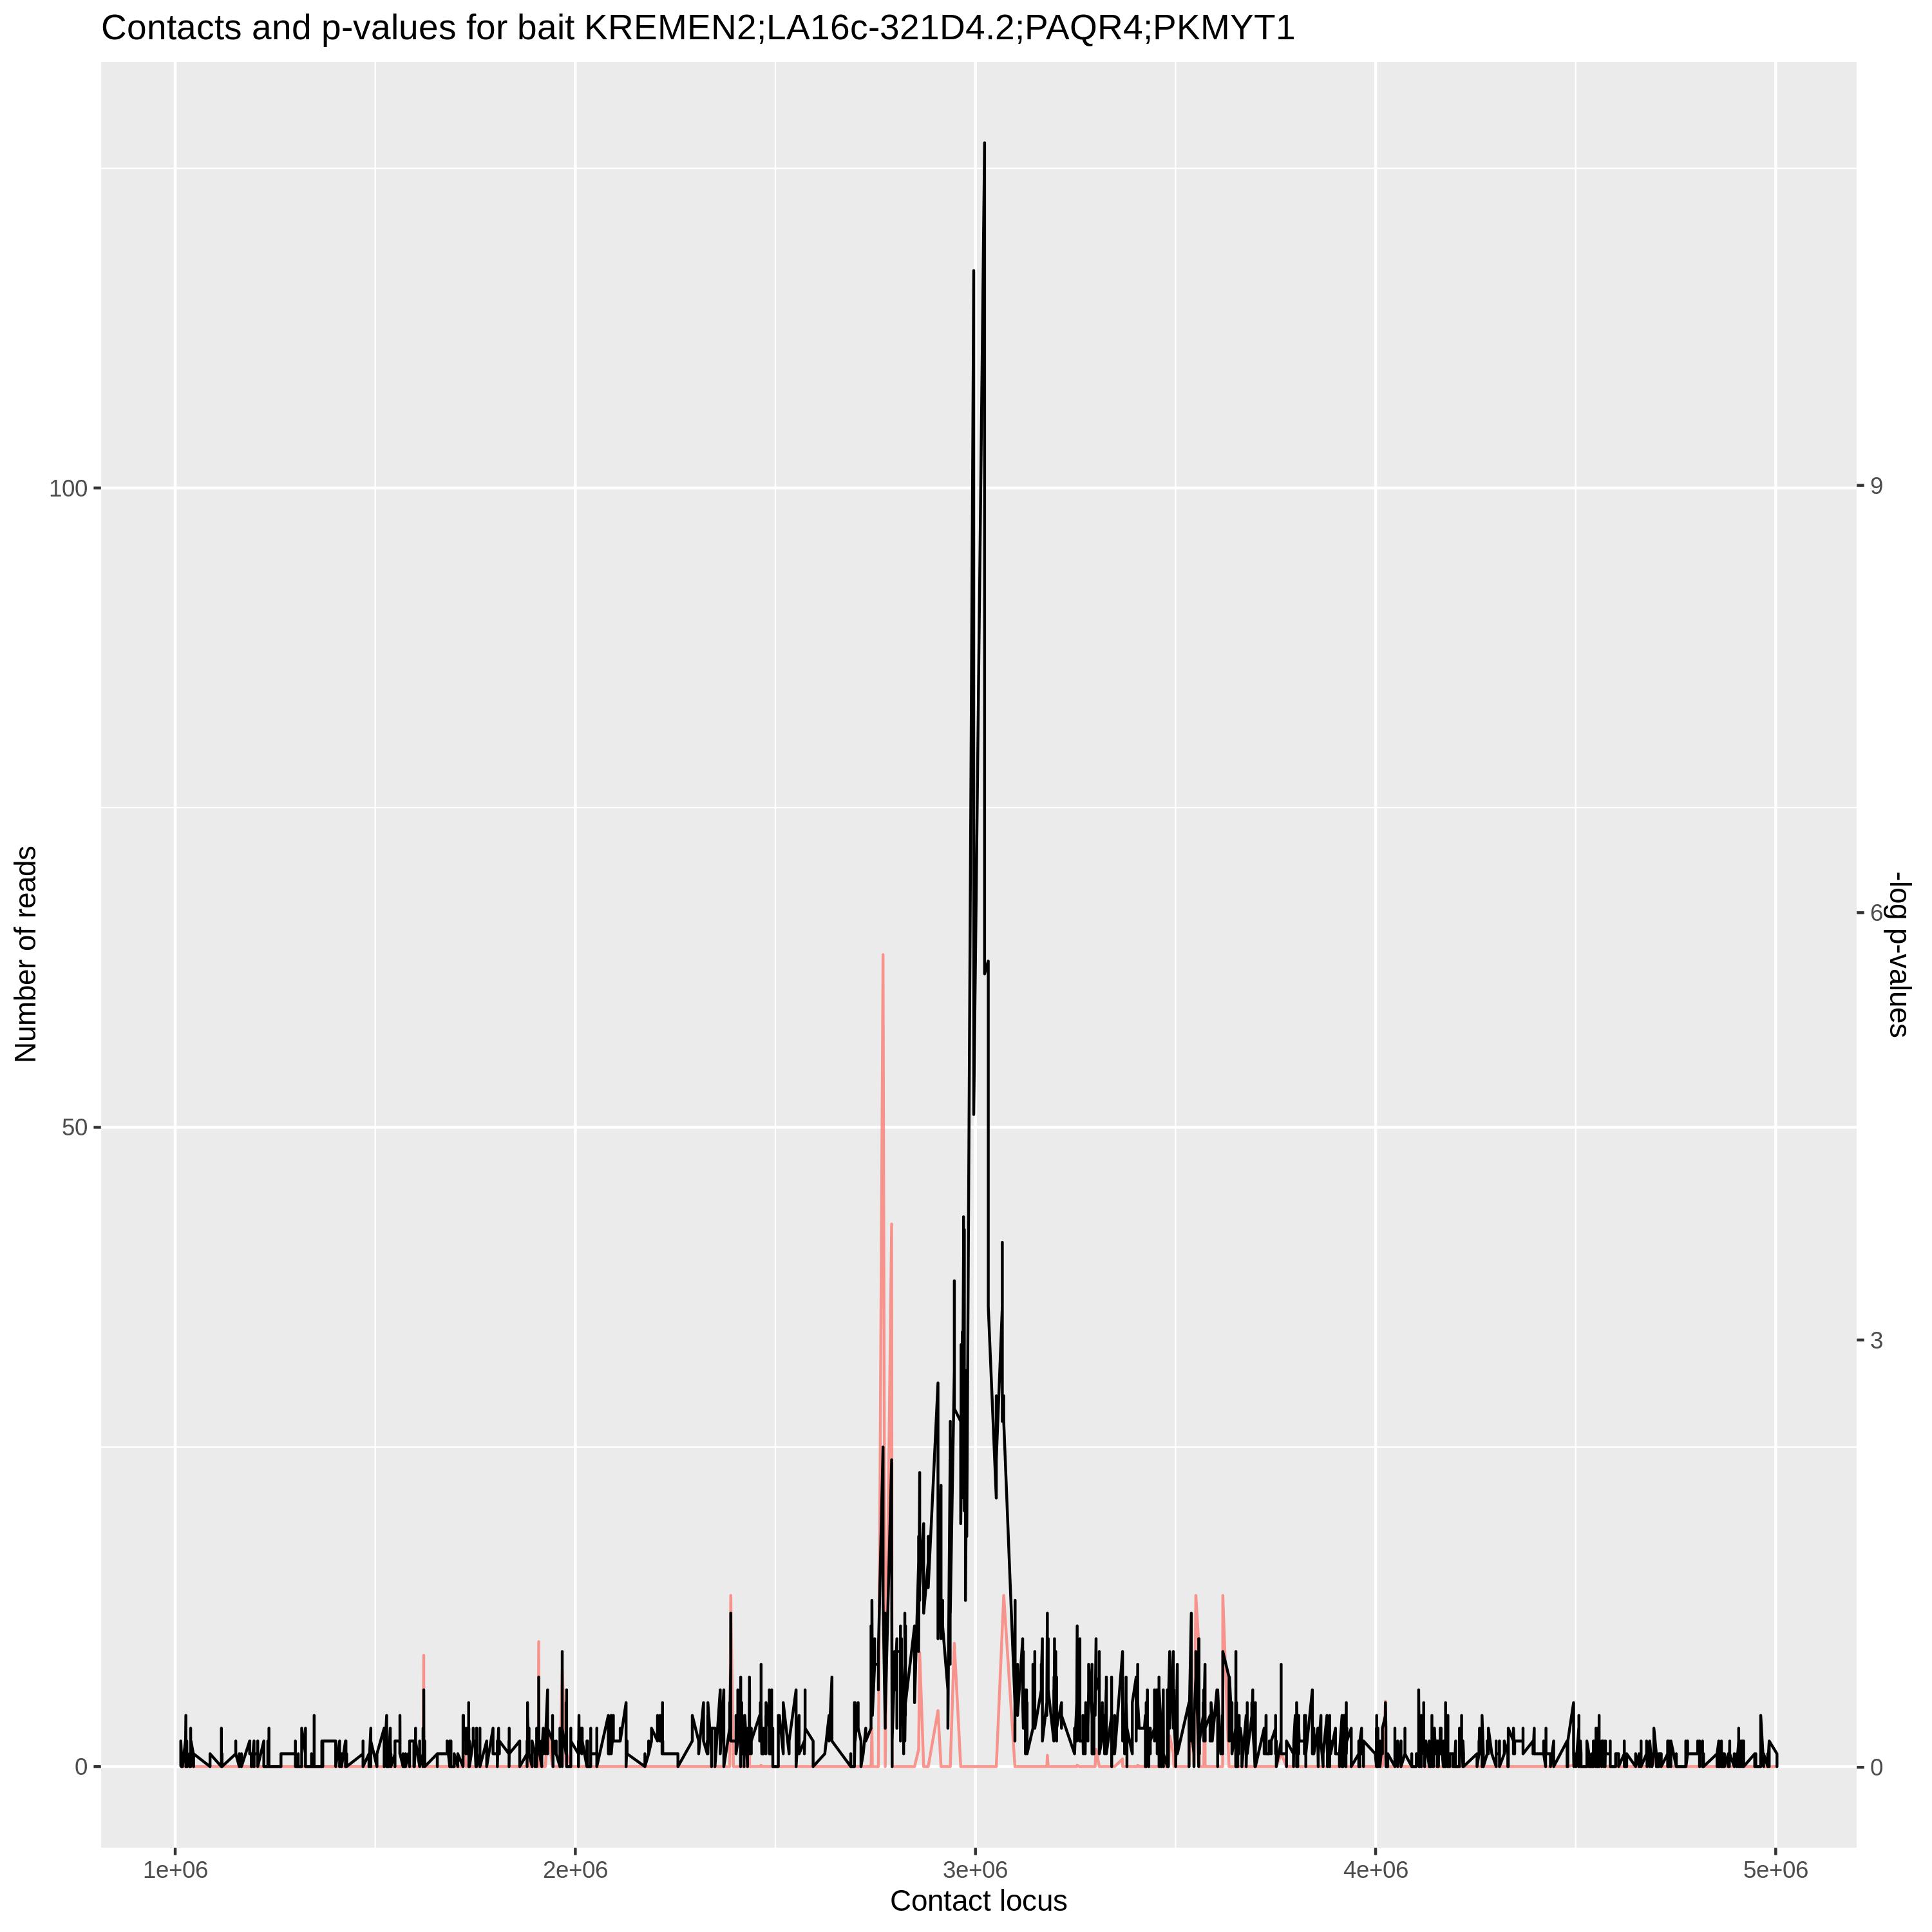 Contacts and p-values for bait KREMEN2;LA16c-321D4.2;PAQR4;PKMYT1
Number of reads
100
50
0
9
6
3
0
-log p-values
1e+06
2e+06
3e+06
4e+06
5e+06
Contact locus